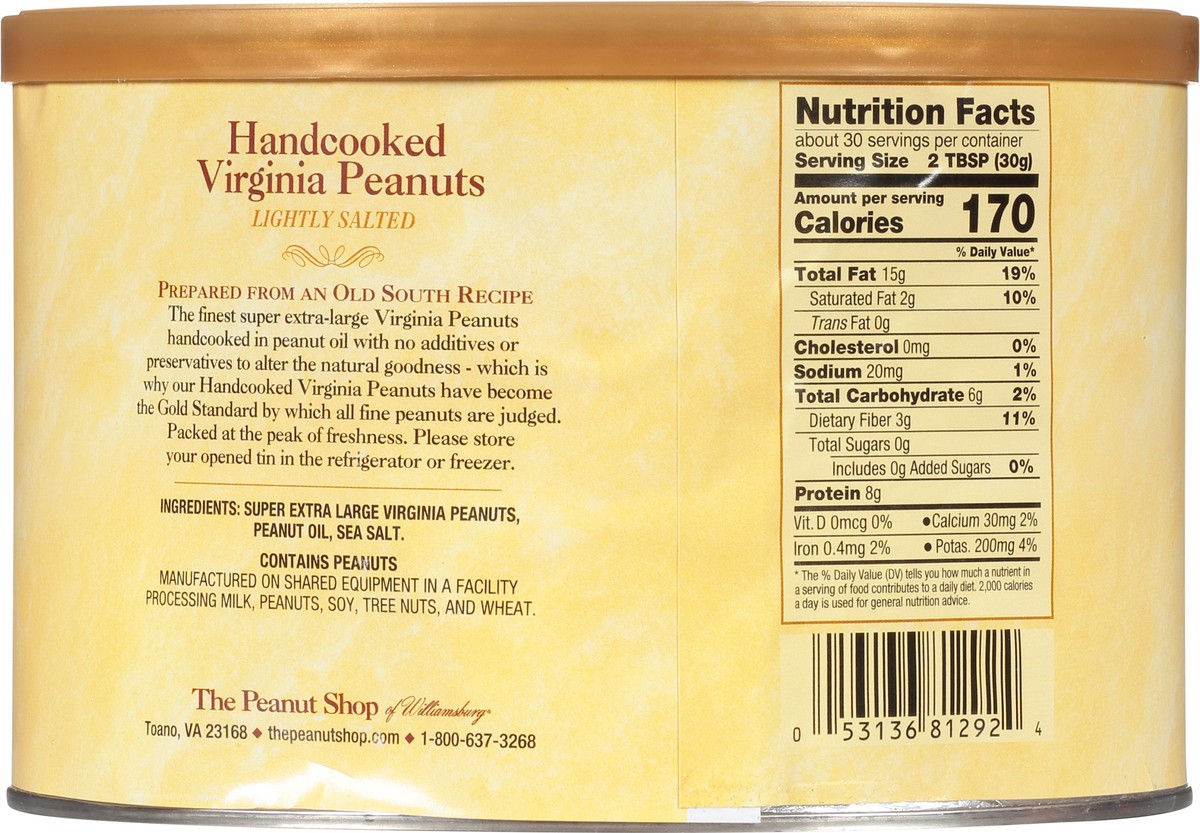 Handcooked
Virginia Peanuts
LIGHTLY SALTED
PREPARED FROM AN OLD SOUTH RECIPE
The finest super extra-large Virginia Peanuts
handcooked in peanut oil with no additives or
preservatives to alter the natural goodness - which is
why our Handcooked Virginia Peanuts have become
the Gold Standard by which all fine peanuts are judged.
Packed at the peak of freshness. Please store
your opened tin in the refrigerator or freezer.
INGREDIENTS: SUPER EXTRA LARGE VIRGINIA PEANUTS,
PEANUT OIL, SEA SALT.
CONTAINS PEANUTS
MANUFACTURED ON SHARED EQUIPMENT IN A FACILITY
PROCESSING MILK, PEANUTS, SOY, TREE NUTS, AND WHEAT.
The Peanut Shop of Williamsburg®
Toano, VA 23168 ◆ thepeanutshop.com ◆ 1-800-637-3268
Nutrition Facts
about 30 servings per container
Serving Size 2 TBSP (30g)
Amount per serving
Calories 170
% Daily Value*
Total Fat 15g 19%
Saturated Fat 2g 10%
Trans Fat 0g
Cholesterol 0mg 0%
Sodium 20mg 1%
Total Carbohydrate 6g 2%
Dietary Fiber 3g 11%
Total Sugars 0g
Includes 0g Added Sugars 0%
Protein 8g
Vit. D 0mcg 0% ● Calcium 30mg 2%
Iron 0.4mg 2% ● Potas. 200mg 4%
* The % Daily Value (DV) tells you how much a nutrient in
a serving of food contributes to a daily diet. 2,000 calories
a day is used for general nutrition advice.
0 53136 81292 4